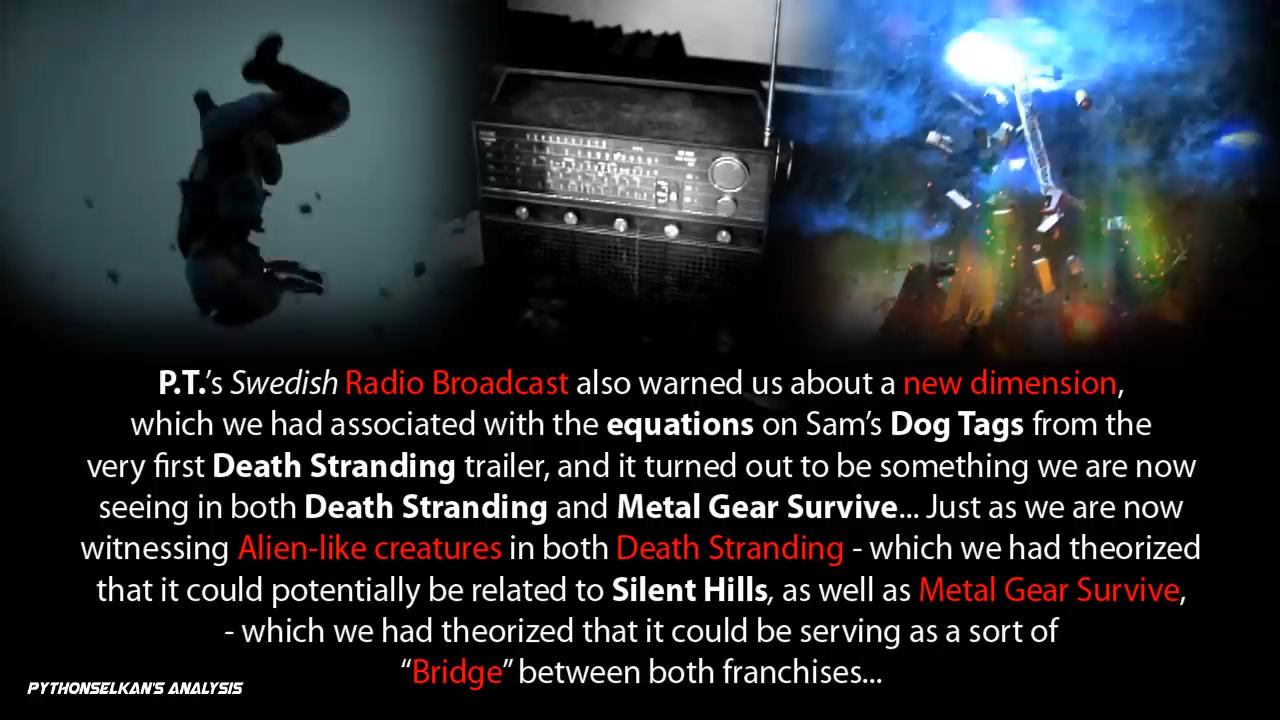 P.T.'s Swedish Radio Broadcast also warned us about a new dimension,
which we had associated with the equations on Sam's Dog Tags from the
very first Death Stranding trailer, and it turned out to be something we are now
seeing in both Death Stranding and Metal Gear Survive... Just as we are now
witnessing Alien-like creatures in both Death Stranding - which we had theorized
that it could potentially be related to Silent Hills, as well as Metal Gear Survive,
- which we had theorized that it could be serving as a sort of
“Bridge” between both franchises...
PYTHONSELKAN'S ANALYSIS